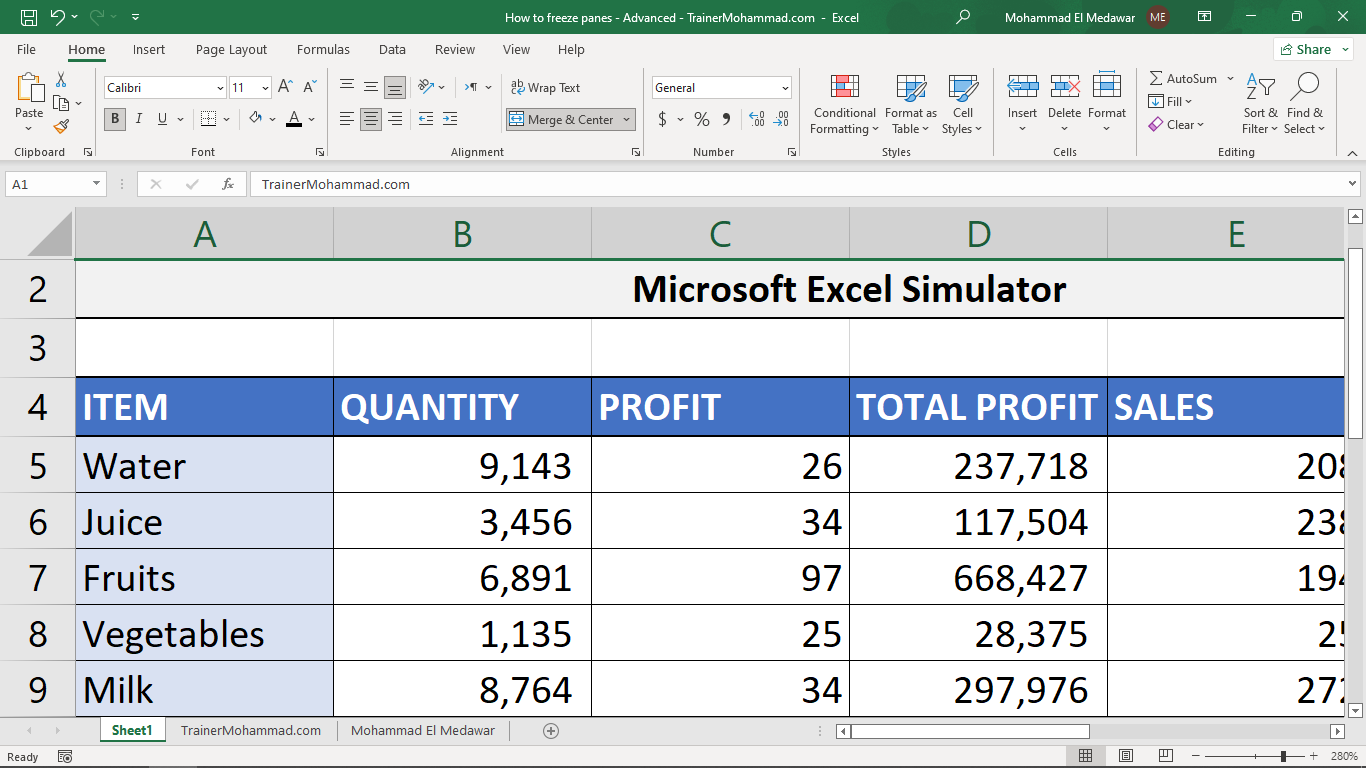 How to freeze panes - Advanced - TrainerMohammad.com - Excel
Mohammad El Medawar ME
File Home Insert Page Layout Formulas Data Review View Help Share
Paste
Calibri 11
B I U A
ab Wrap Text
Merge & Center
General
$ % 9
Conditional Formatting
Format as Table
Cell Styles
Insert Delete Format
AutoSum
Fill
Clear
Sort & Filter
Find & Select
Clipboard Font Alignment Number Styles Cells Editing
A1 fx TrainerMohammad.com
A B C D E
2 Microsoft Excel Simulator
3
4 ITEM QUANTITY PROFIT TOTAL PROFIT SALES
5 Water 9,143 26 237,718
6 Juice 3,456 34 117,504
7 Fruits 6,891 97 668,427
8 Vegetables 1,135 25 28,375
9 Milk 8,764 34 297,976
Sheet1 TrainerMohammad.com Mohammad El Medawar
Ready 280%